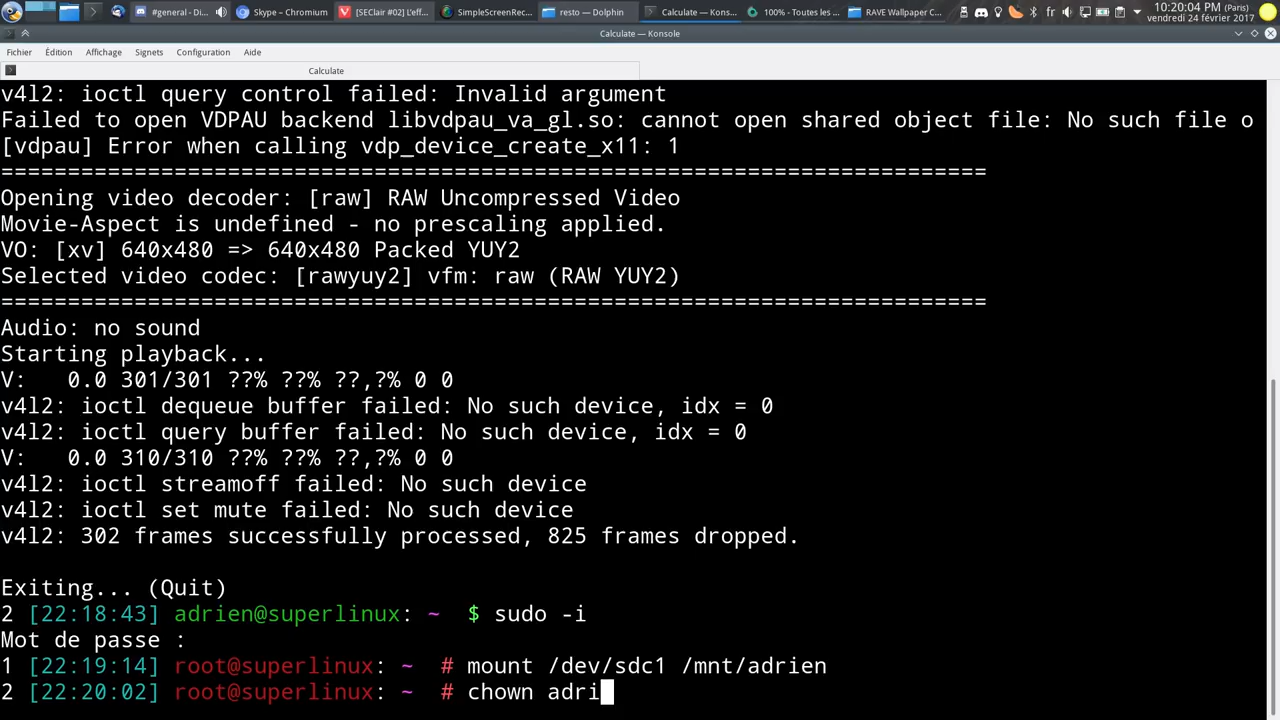 #general - Di...
Skype – Chromium
[SEClair #02] L'eff...
SimpleScreenRec...
resto — Dolphin
Calculate — Kons...
100% - Toutes les ...
RAVE Wallpaper C...
fr
10:20:04 PM (Paris)
vendredi 24 février 2017
Calculate — Konsole
Fichier Édition Affichage Signets Configuration Aide
Calculate
v4l2: ioctl query control failed: Invalid argument
Failed to open VDPAU backend libvdpau_va_gl.so: cannot open shared object file: No such file o
[vdpau] Error when calling vdp_device_create_x11: 1
==========================================================================
Opening video decoder: [raw] RAW Uncompressed Video
Movie-Aspect is undefined - no prescaling applied.
VO: [xv] 640x480 => 640x480 Packed YUY2
Selected video codec: [rawyuy2] vfm: raw (RAW YUY2)
==========================================================================
Audio: no sound
Starting playback...
V:   0.0 301/301 ??% ??% ??,?% 0 0
v4l2: ioctl dequeue buffer failed: No such device, idx = 0
v4l2: ioctl query buffer failed: No such device, idx = 0
V:   0.0 310/310 ??% ??% ??,?% 0 0
v4l2: ioctl streamoff failed: No such device
v4l2: ioctl set mute failed: No such device
v4l2: 302 frames successfully processed, 825 frames dropped.
Exiting... (Quit)
2 [22:18:43] adrien@superlinux: ~  $ sudo -i
Mot de passe :
1 [22:19:14] root@superlinux: ~  # mount /dev/sdc1 /mnt/adrien
2 [22:20:02] root@superlinux: ~  # chown adri